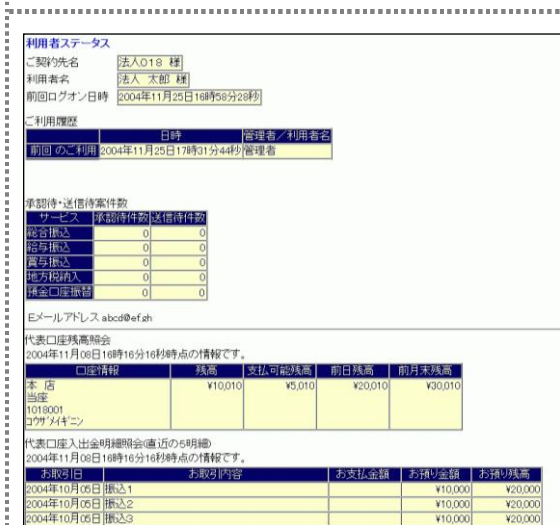 利用者ステータス
ご契約先名 法人018 様
利用者名 法人 太郎 様
前回ログオン日時 2004年11月25日16時58分28秒
ご利用履歴
日時 管理者/利用者名
前回 のご利用 2004年11月25日17時31分44秒 管理者
承認待・送信待案件数
サービス 承認待件数 送信待件数
総合振込 0 0
給与振込 0 0
賞与振込 0 0
地方税納入 0 0
預金口座振替 0 0
Eメールアドレス abcd@ef.gh
代表口座残高照会
2004年11月08日16時16分16秒時点の情報です。
口座情報 残高 支払可能残高 前日残高 前月末残高
本 店 ¥10,010 ¥5,010 ¥20,010 ¥30,010
当座
1018001
コウザメイギニン
代表口座入出金明細照会(直近の5明細)
2004年11月08日16時16分16秒時点の情報です。
お取引日 お取引内容 お支払金額 お預り金額 お預り残高
2004年10月05日 振込1 ¥10,000 ¥20,000
2004年10月05日 振込2 ¥10,000 ¥20,000
2004年10月05日 振込3 ¥10,000 ¥20,000